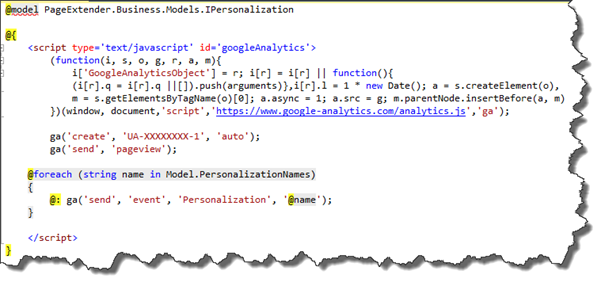 @model PageExtender.Business.Models.IPersonalization
@{
<script type='text/javascript' id='googleAnalytics'>
(function(i, s, o, g, r, a, m){
i['GoogleAnalyticsObject'] = r; i[r] = i[r] || function(){
(i[r].q = i[r].q ||[]).push(arguments)},i[r].l = 1 * new Date(); a = s.createElement(o),
m = s.getElementsByTagName(o)[0]; a.async = 1; a.src = g; m.parentNode.insertBefore(a, m)
})(window, document,'script','https://www.google-analytics.com/analytics.js','ga');
ga('create', 'UA-XXXXXXXX-1', 'auto');
ga('send', 'pageview');
@foreach (string name in Model.PersonalizationNames)
{
@: ga('send', 'event', 'Personalization', '@name');
}
</script>
}